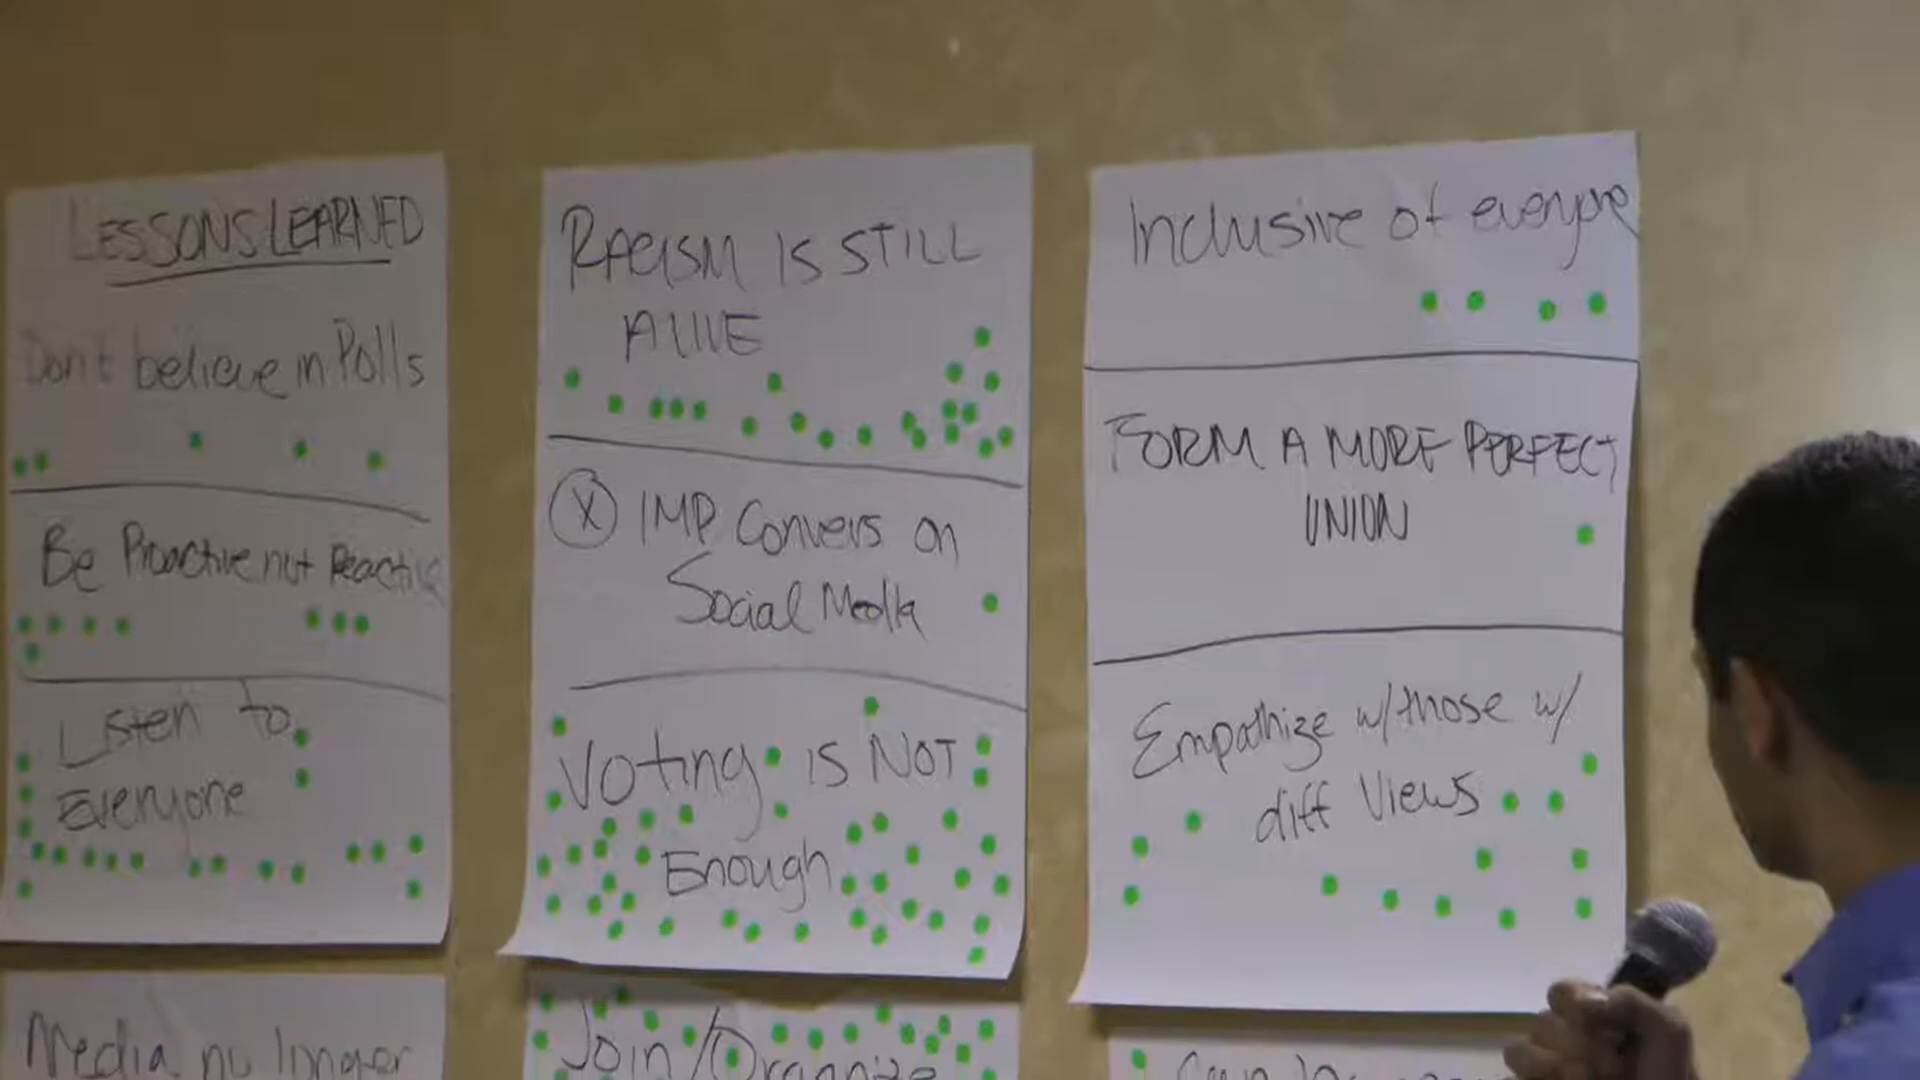 LESSONS LEARNED
Don't believe in Polls
Be Proactive not Reactive
Listen to
Everyone
Media no longer
RACISM IS STILL
ALIVE
X IMP Convers on
Social Media
Voting is NOT
Enough
Join/Organize
Inclusive of everyone
FORM A MORE PERFECT
UNION
Empathize w/those w/
diff Views